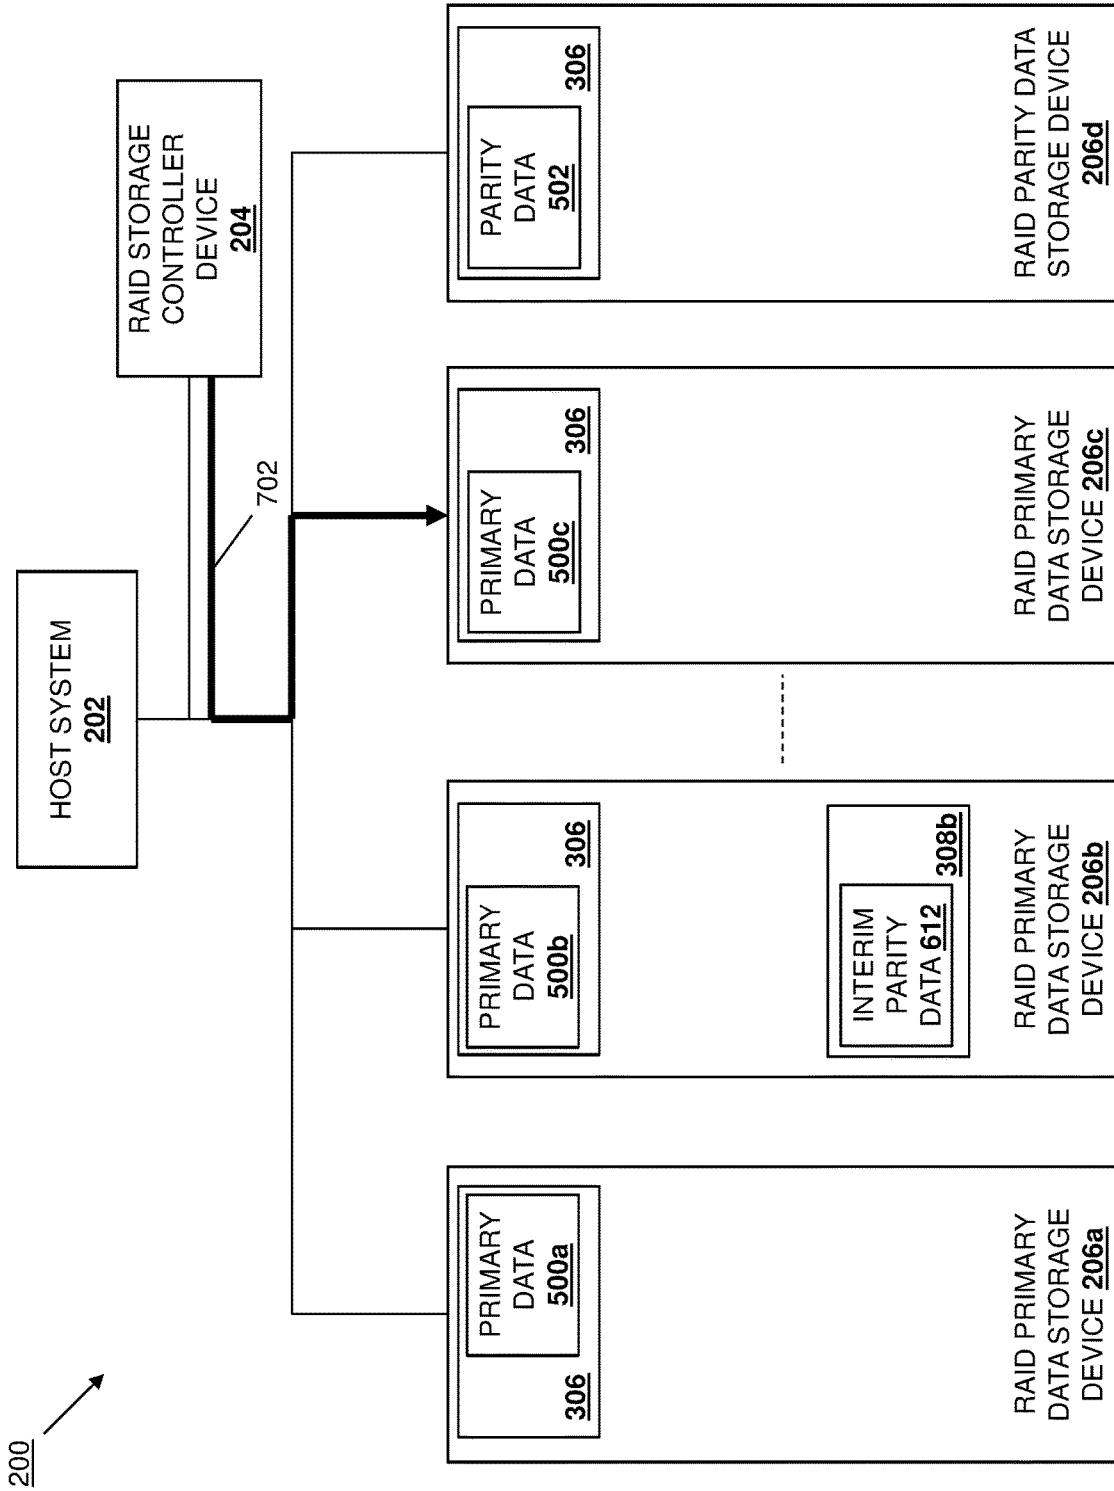 200
HOST SYSTEM
202
RAID STORAGE
CONTROLLER
DEVICE
204
702
PRIMARY
DATA
500a
306
RAID PRIMARY
DATA STORAGE
DEVICE 206a
PRIMARY
DATA
500b
306
INTERIM
PARITY
DATA 612
308b
RAID PRIMARY
DATA STORAGE
DEVICE 206b
PRIMARY
DATA
500c
306
RAID PRIMARY
DATA STORAGE
DEVICE 206c
PARITY
DATA
502
306
RAID PARITY DATA
STORAGE DEVICE
206d